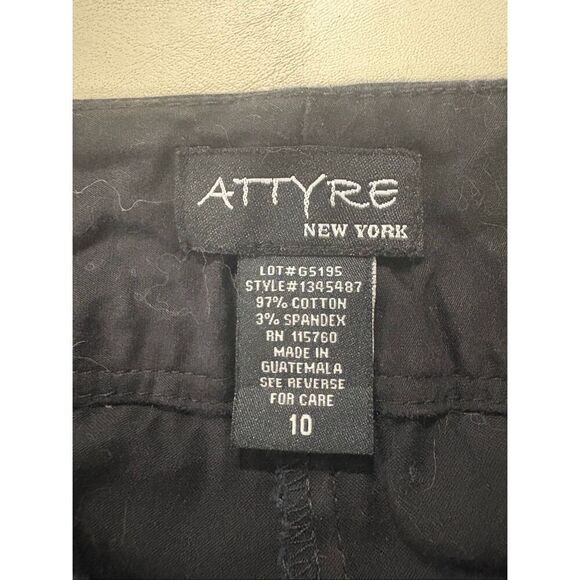 ATTYRE
NEW YORK
LOT#G5195
STYLE#1345487
97% COTTON
3% SPANDEX
RN 115760
MADE IN
GUATEMALA
SEE REVERSE
FOR CARE
10